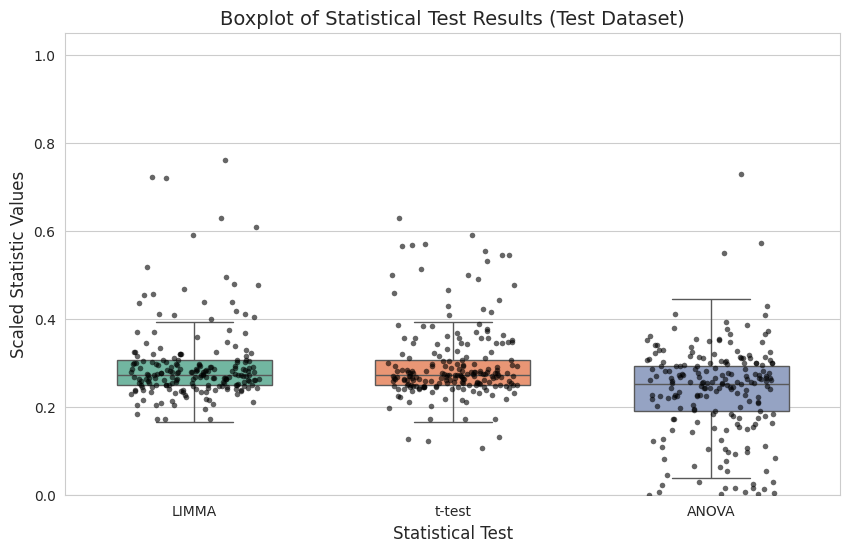 Boxplot of Statistical Test Results (Test Dataset)
1.0
0.8
0.6
0.4
0.2
0.0
Scaled Statistic Values
LIMMA
t-test
ANOVA
Statistical Test